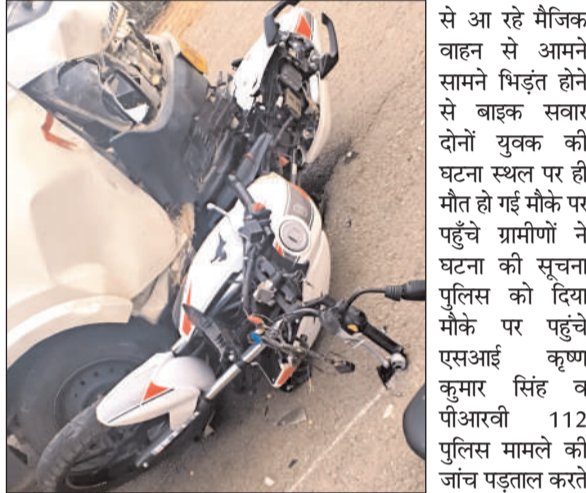 से आ रहे मैजिक
वाहन से आमने
सामने भिड़ंत होने
से बाइक सवार
दोनों युवक की
घटना स्थल पर ही
मौत हो गई मौके पर
पहुँचे ग्रामीणों ने
घटना की सूचना
पुलिस को दिया
मौके पर पहुंचे
एसआई कृष्ण
कुमार सिंह व
पीआरवी 112
पुलिस मामले की
जांच पड़ताल करते